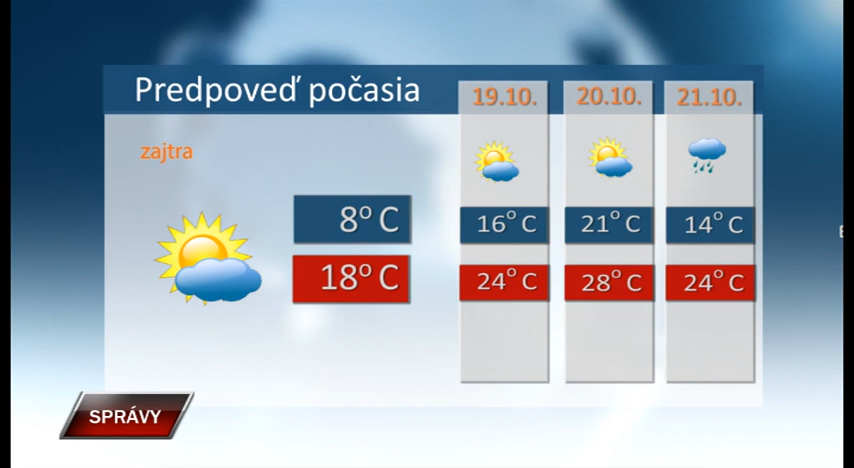 Predpoveď počasia
zajtra
8° C
18° C
19.10.
16° C
24° C
20.10.
21° C
28° C
21.10.
14° C
24° C
SPRÁVY